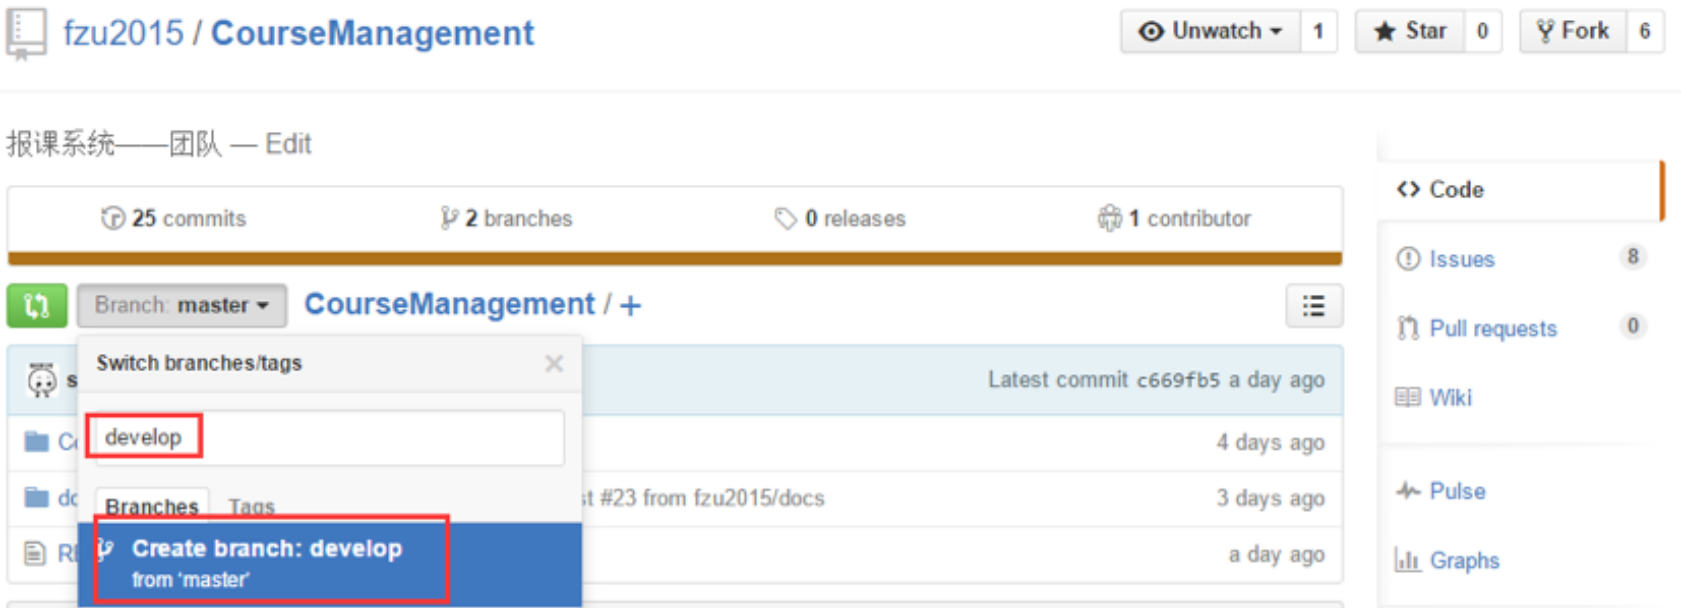 fzu2015 / CourseManagement
Unwatch 1 Star 0 Fork 6
报课系统——团队 — Edit
25 commits 2 branches 0 releases 1 contributor
Branch: master CourseManagement / +
Switch branches/tags
Latest commit c669fb5 a day ago
develop
4 days ago
Branches Tags
#23 from fzu2015/docs 3 days ago
Create branch: develop
from 'master'
a day ago
Code
Issues 8
Pull requests 0
Wiki
Pulse
Graphs